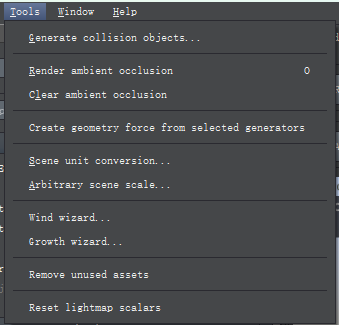 Tools Window Help
Generate collision objects...
Render ambient occlusion O
Clear ambient occlusion
Create geometry force from selected generators
Scene unit conversion...
Arbitrary scene scale...
Wind wizard...
Growth wizard...
Remove unused assets
Reset lightmap scalars